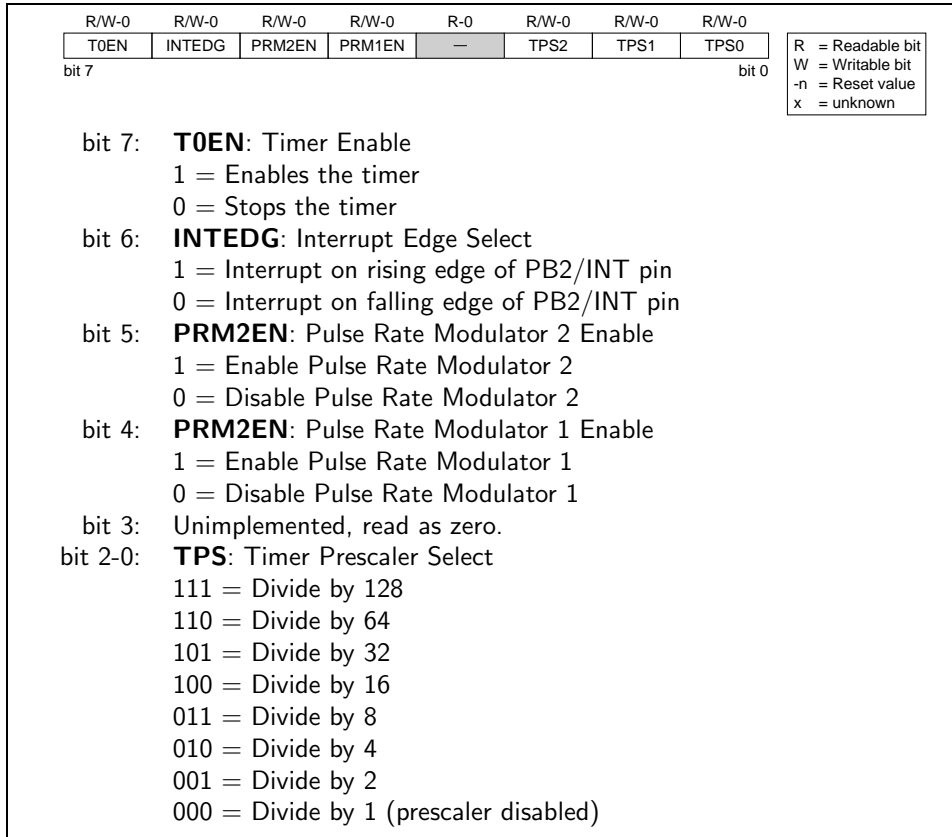 R/W-0 R/W-0 R/W-0 R/W-0 R-0 R/W-0 R/W-0 R/W-0
T0EN INTEDG PRM2EN PRM1EN — TPS2 TPS1 TPS0
bit 7 bit 0
R = Readable bit
W = Writable bit
-n = Reset value
x = unknown
bit 7: T0EN: Timer Enable
1 = Enables the timer
0 = Stops the timer
bit 6: INTEDG: Interrupt Edge Select
1 = Interrupt on rising edge of PB2/INT pin
0 = Interrupt on falling edge of PB2/INT pin
bit 5: PRM2EN: Pulse Rate Modulator 2 Enable
1 = Enable Pulse Rate Modulator 2
0 = Disable Pulse Rate Modulator 2
bit 4: PRM2EN: Pulse Rate Modulator 1 Enable
1 = Enable Pulse Rate Modulator 1
0 = Disable Pulse Rate Modulator 1
bit 3: Unimplemented, read as zero.
bit 2-0: TPS: Timer Prescaler Select
111 = Divide by 128
110 = Divide by 64
101 = Divide by 32
100 = Divide by 16
011 = Divide by 8
010 = Divide by 4
001 = Divide by 2
000 = Divide by 1 (prescaler disabled)